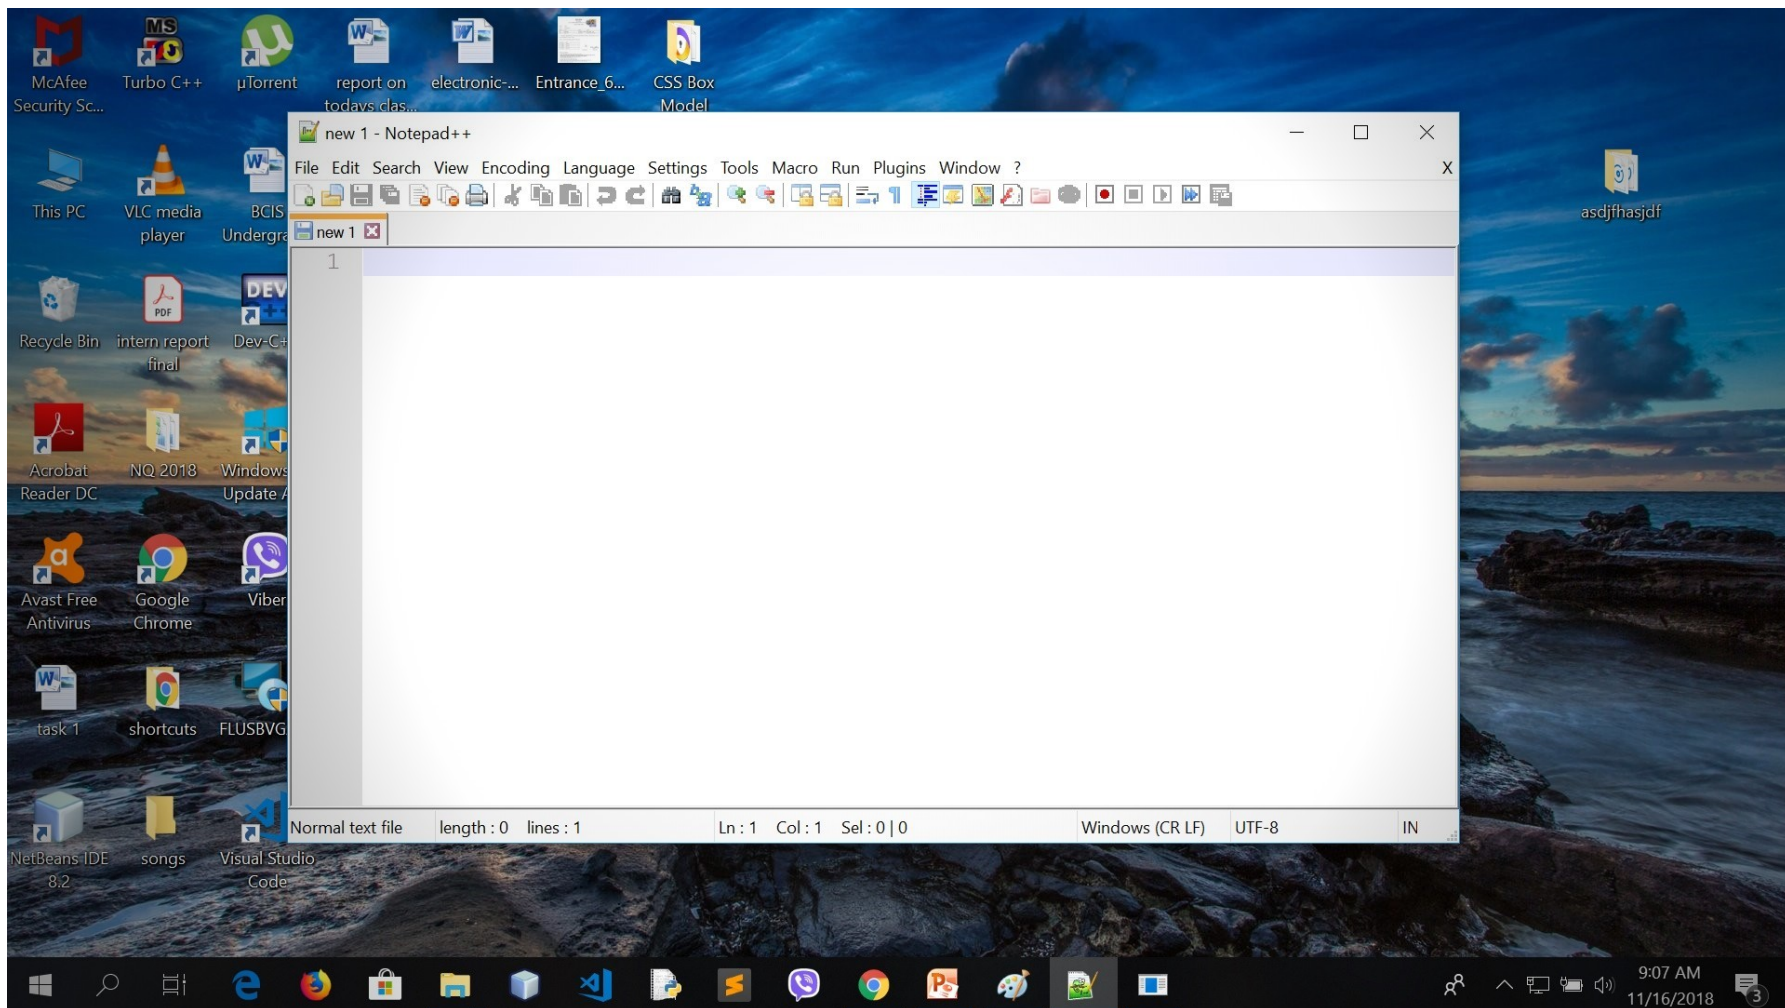 McAfee
Security Sc...
MS
Turbo C++
µTorrent
report on
todays clas...
electronic-...
Entrance_6...
CSS Box
Model
This PC
VLC media
player
BCIS
Undergra
Recycle Bin
PDF
intern report
final
DEV
Dev-C+
Acrobat
Reader DC
NQ 2018
Windows
Update A
Avast Free
Antivirus
Google
Chrome
Viber
task 1
shortcuts
FLUSBVG
NetBeans IDE
8.2
songs
Visual Studio
Code
asdjfhasjdf
new 1 - Notepad++
File Edit Search View Encoding Language Settings Tools Macro Run Plugins Window ? X
new 1
1
Normal text file length : 0 lines : 1 Ln : 1 Col : 1 Sel : 0 | 0 Windows (CR LF) UTF-8 IN
9:07 AM
11/16/2018
3